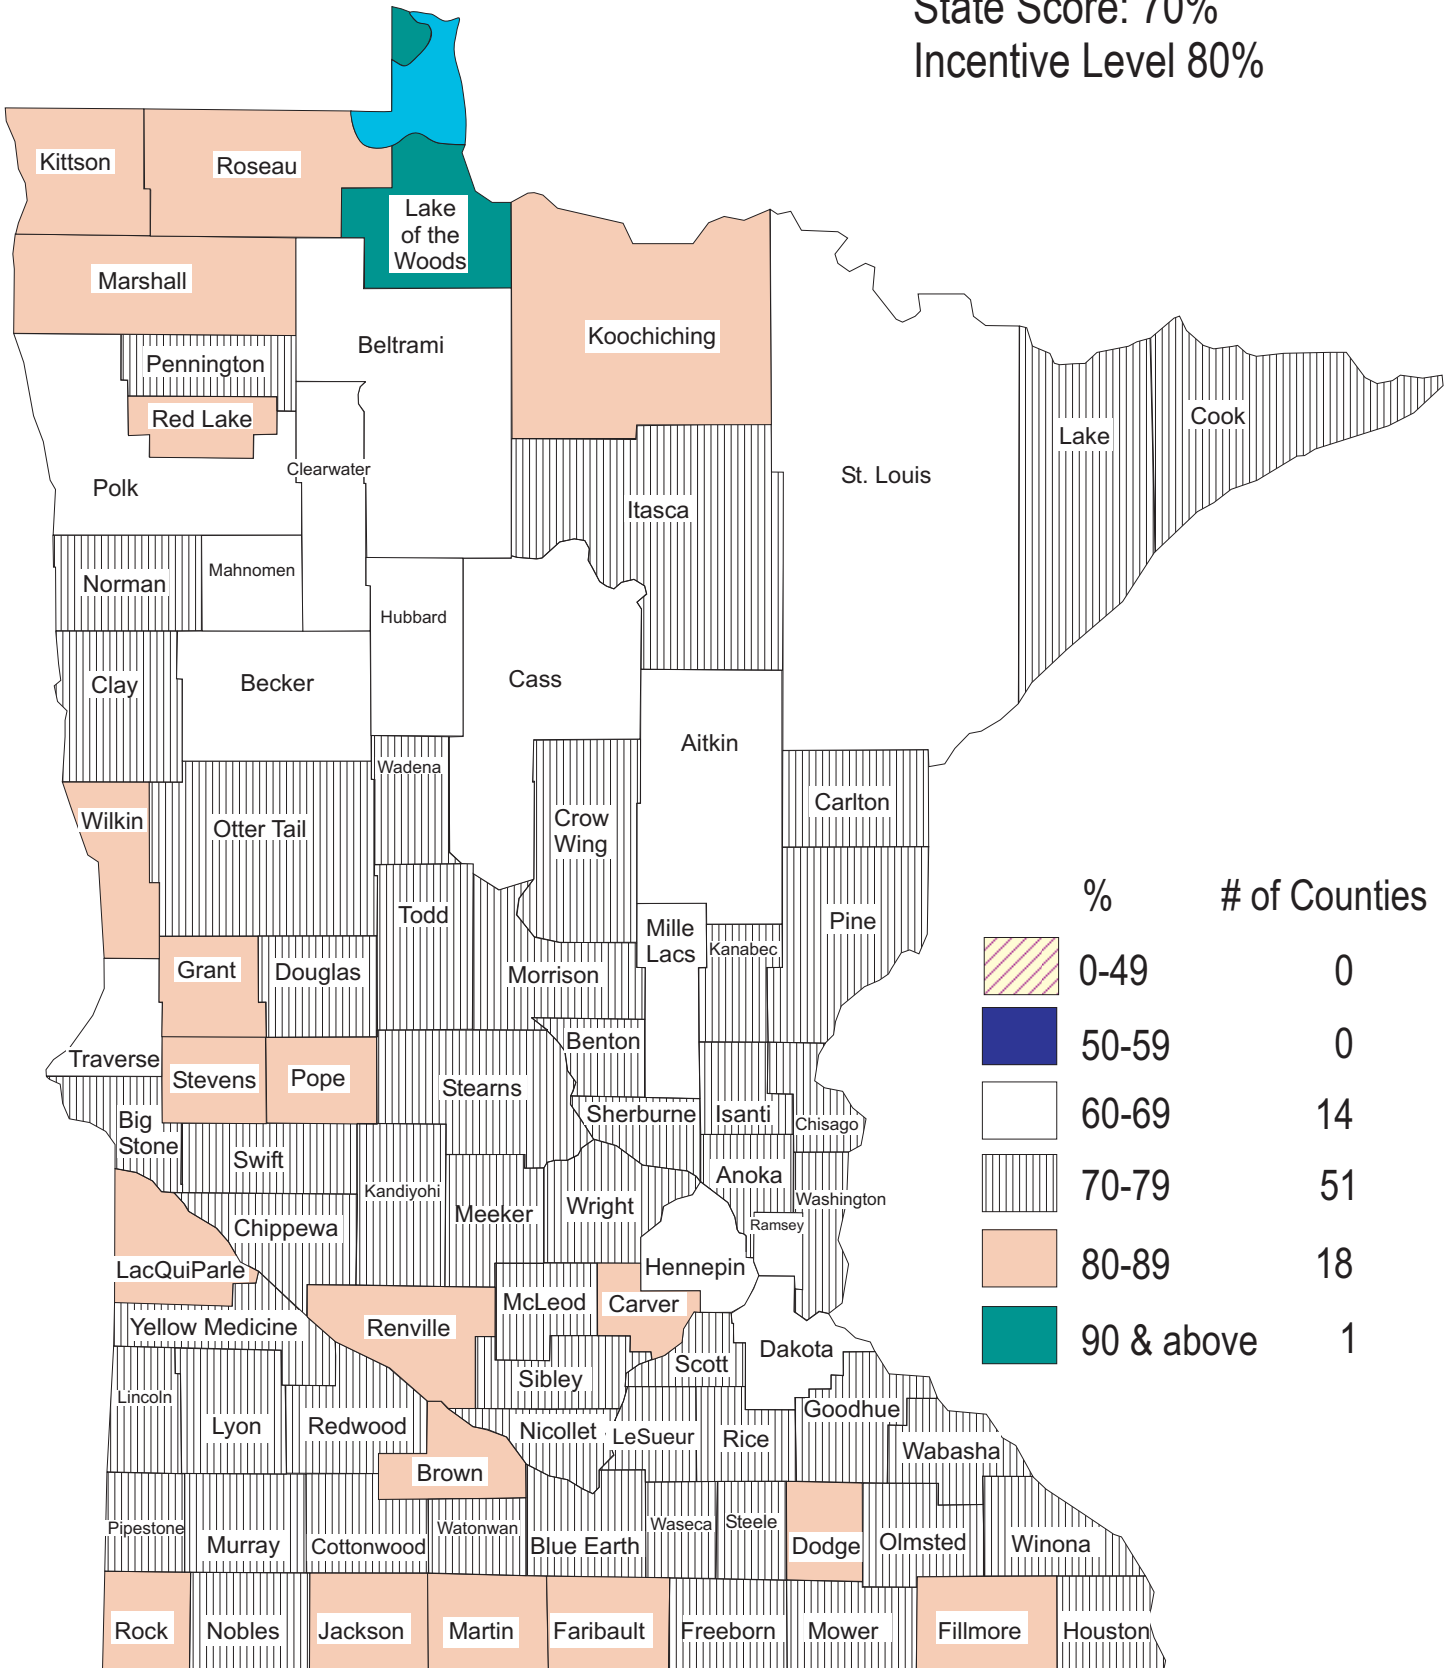 State Score: 70%
Incentive Level 80%
Kittson
Roseau
Lake
of the
Woods
Marshall
Koochiching
Beltrami
Pennington
Red Lake
Clearwater
Polk
Cook
Lake
St. Louis
Itasca
Norman
Mahnomen
Hubbard
Clay
Becker
Cass
Aitkin
Wadena
Carlton
Wilkin
Otter Tail
Crow
Wing
Todd
Mille
Lacs
Kanabec
Pine
Grant
Douglas
Morrison
Benton
Traverse
Stevens
Pope
Stearns
Sherburne
Isanti
Chisago
Big
Stone
Swift
Kandiyohi
Meeker
Wright
Anoka
Washington
Ramsey
Chippewa
LacQuiParle
Hennepin
McLeod
Carver
Yellow Medicine
Renville
Scott
Dakota
Sibley
Lincoln
Lyon
Redwood
Nicollet
LeSueur
Rice
Goodhue
Wabasha
Brown
Pipestone
Murray
Cottonwood
Watonwan
Blue Earth
Waseca
Steele
Dodge
Olmsted
Winona
Rock
Nobles
Jackson
Martin
Faribault
Freeborn
Mower
Fillmore
Houston
% # of Counties
0-49 0
50-59 0
60-69 14
70-79 51
80-89 18
90 & above 1